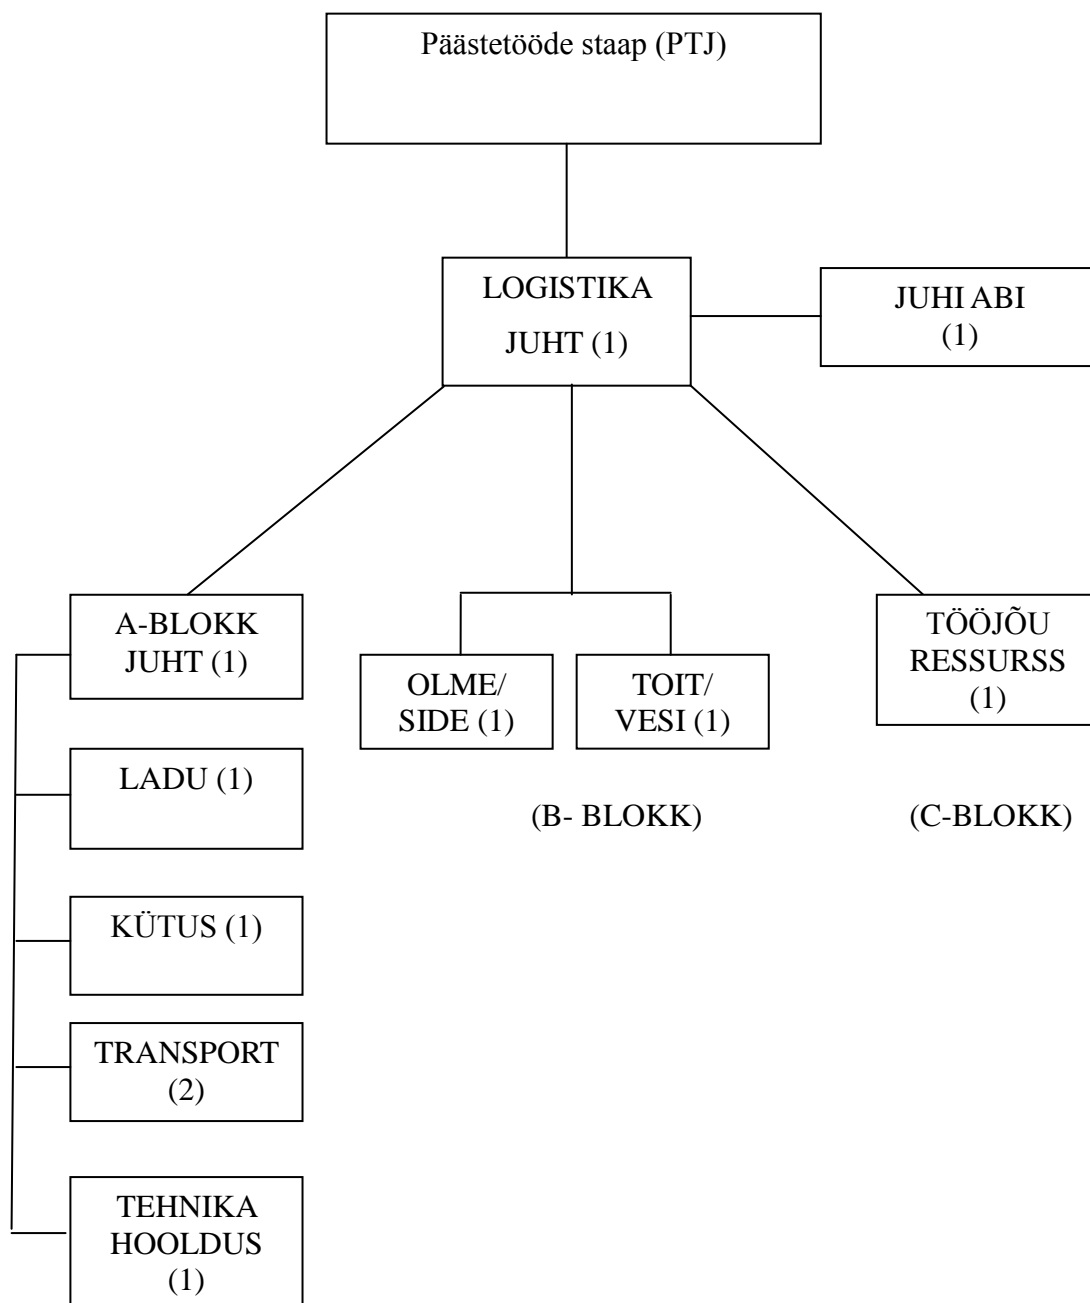 Päästetööde staap (PTJ)
LOGISTIKA
JUHT (1)
JUHI ABI
(1)
A-BLOKK
JUHT (1)
OLME/
SIDE (1)
TOIT/
VESI (1)
TÖÖJÕU
RESSURSS
(1)
LADU (1)
(B- BLOKK)
(C-BLOKK)
KÜTUS (1)
TRANSPORT
(2)
TEHNIKA
HOOLDUS
(1)